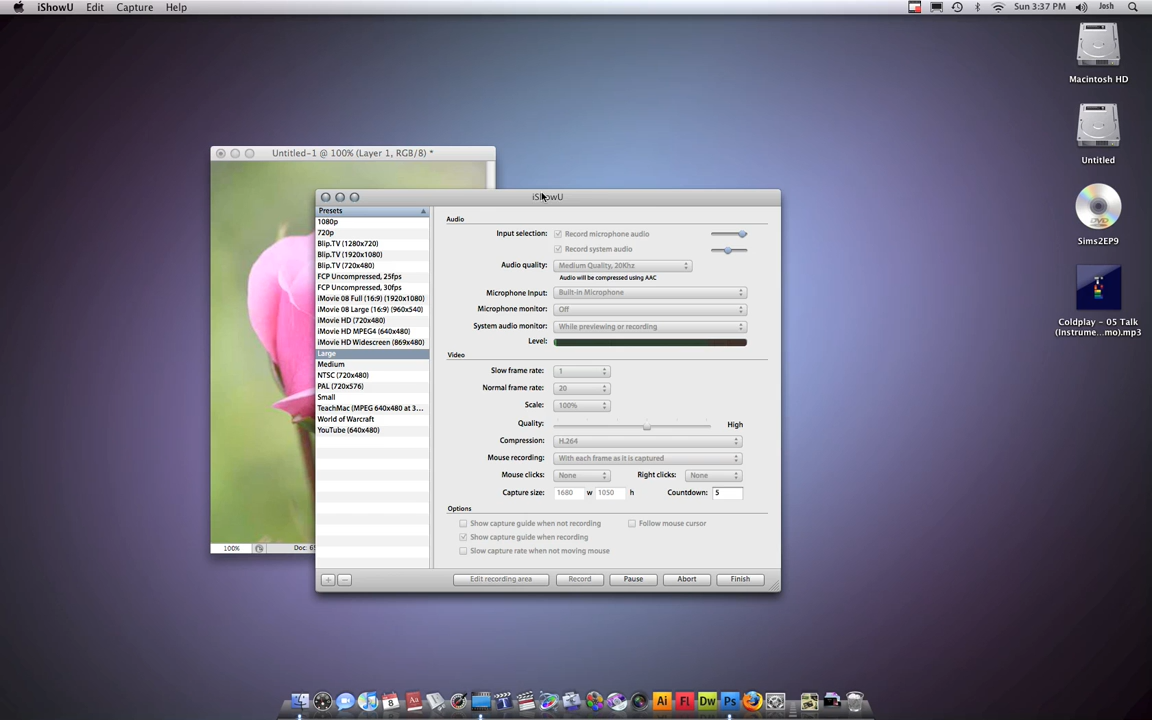 iShowU Edit Capture Help Sun 3:37 PM Josh
Macintosh HD
Untitled
Sims2EP9
Coldplay - 05 Talk
(Instrume...mo).mp3
Untitled-1 @ 100% (Layer 1, RGB/8) *
100% Doc:
iShowU
Presets
1080p
720p
Blip.TV (1280x720)
Blip.TV (1920x1080)
Blip.TV (720x480)
FCP Uncompressed, 25fps
FCP Uncompressed, 30fps
iMovie 08 Full (16:9) (1920x1080)
iMovie 08 Large (16:9) (960x540)
iMovie HD (720x480)
iMovie HD MPEG4 (640x480)
iMovie HD Widescreen (869x480)
Large
Medium
NTSC (720x480)
PAL (720x576)
Small
TeachMac (MPEG 640x480 at 3...
World of Warcraft
YouTube (640x480)
Audio
Input selection: Record microphone audio
Record system audio
Audio quality: Medium Quality, 20Khz
Audio will be compressed using AAC
Microphone Input: Built-in Microphone
Microphone monitor: Off
System audio monitor: While previewing or recording
Level:
Video
Slow frame rate: 1
Normal frame rate: 20
Scale: 100%
Quality: High
Compression: H.264
Mouse recording: With each frame as it is captured
Mouse clicks: None Right clicks: None
Capture size: 1680 w 1050 h Countdown: 5
Options
Show capture guide when not recording Follow mouse cursor
Show capture guide when recording
Slow capture rate when not moving mouse
+ − Edit recording area Record Pause Abort Finish
8 Aa T Ai Fl Dw Ps